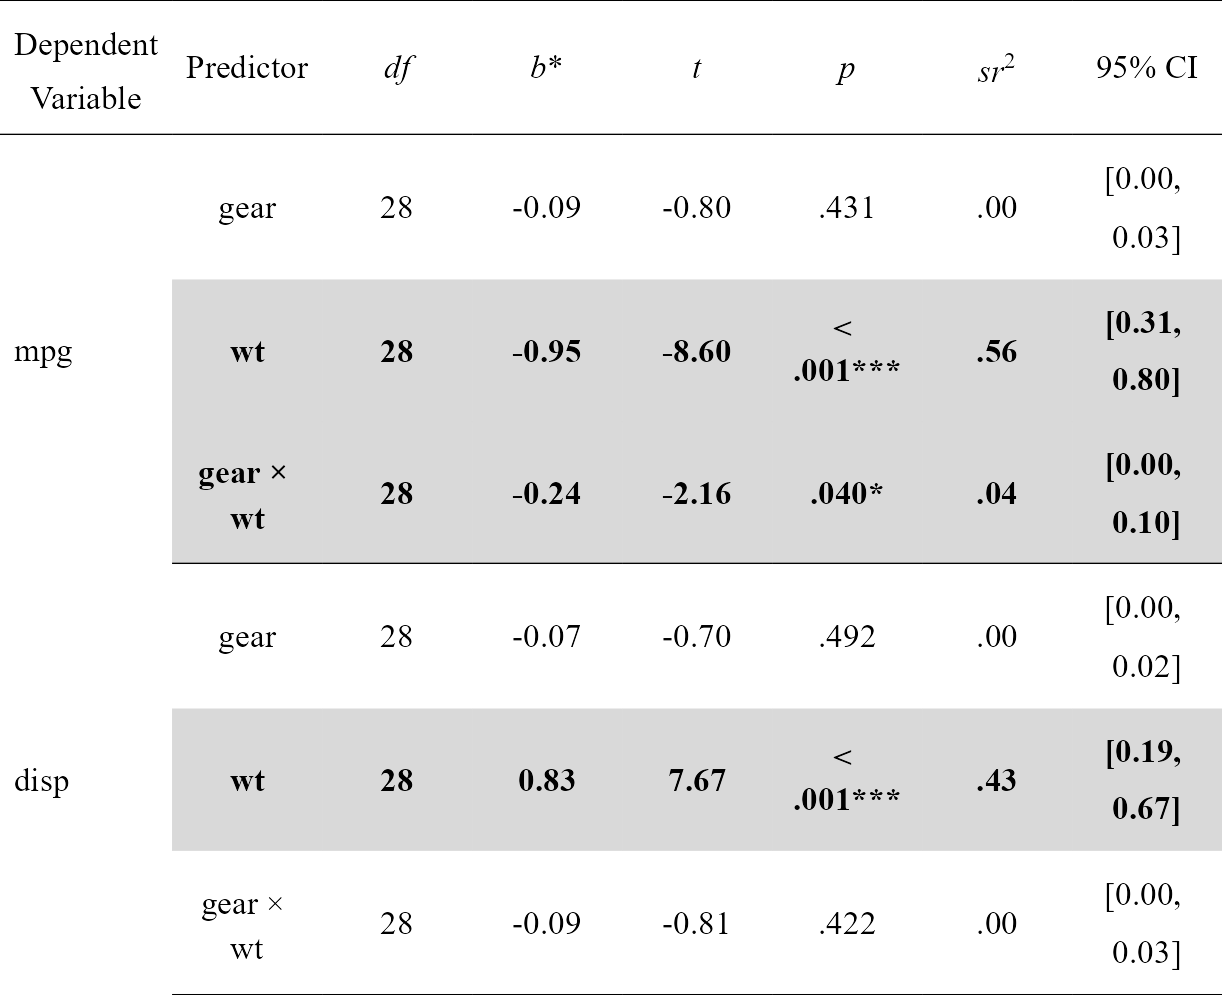 Dependent Variable Predictor df b* t p sr² 95% CI
mpg
gear 28 -0.09 -0.80 .431 .00 [0.00, 0.03]
wt 28 -0.95 -8.60 < .001*** .56 [0.31, 0.80]
gear × wt 28 -0.24 -2.16 .040* .04 [0.00, 0.10]
disp
gear 28 -0.07 -0.70 .492 .00 [0.00, 0.02]
wt 28 0.83 7.67 < .001*** .43 [0.19, 0.67]
gear × wt 28 -0.09 -0.81 .422 .00 [0.00, 0.03]